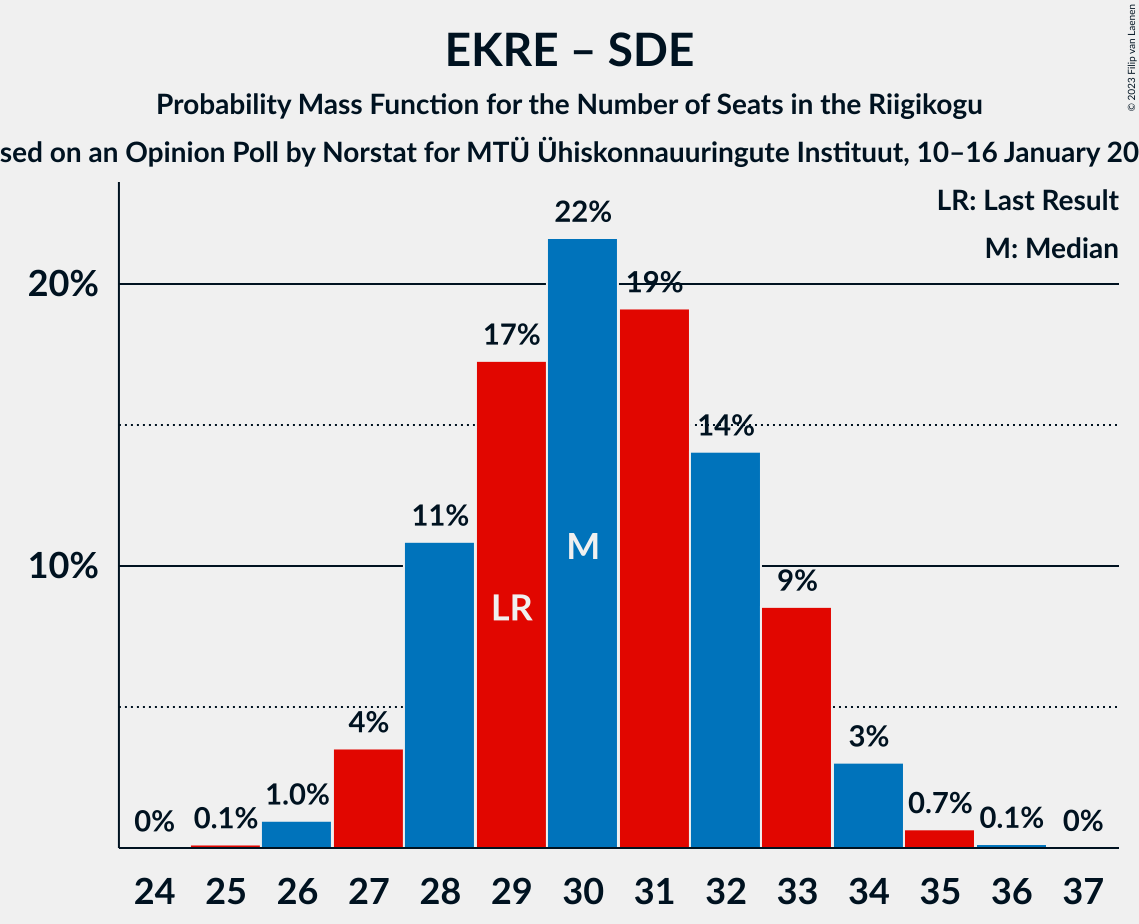 EKRE – SDE
Probability Mass Function for the Number of Seats in the Riigikogu
sed on an Opinion Poll by Norstat for MTÜ Ühiskonnauuringute Instituut, 10–16 January 20
© 2023 Filip van Laenen
LR: Last Result
M: Median
20%
10%
0%
0.1%
1.0%
4%
11%
17%
22%
19%
14%
9%
3%
0.7%
0.1%
0%
LR
M
24 25 26 27 28 29 30 31 32 33 34 35 36 37